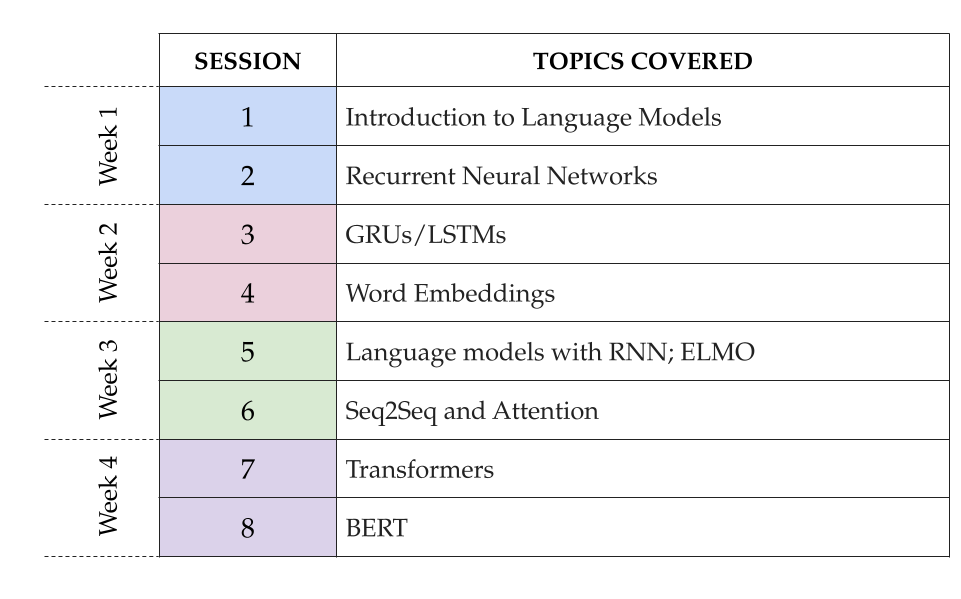 SESSION TOPICS COVERED
Week 1
1 Introduction to Language Models
2 Recurrent Neural Networks
Week 2
3 GRUs/LSTMs
4 Word Embeddings
Week 3
5 Language models with RNN; ELMO
6 Seq2Seq and Attention
Week 4
7 Transformers
8 BERT